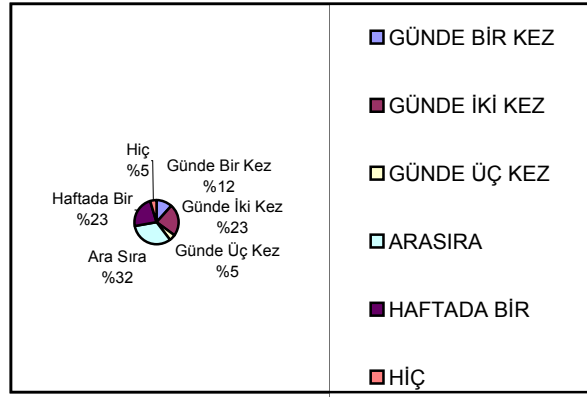 Hiç
%5
Günde Bir Kez
%12
Haftada Bir
%23
Günde İki Kez
%23
Ara Sıra
%32
Günde Üç Kez
%5
GÜNDE BİR KEZ
GÜNDE İKİ KEZ
GÜNDE ÜÇ KEZ
ARASIRA
HAFTADA BİR
HİÇ